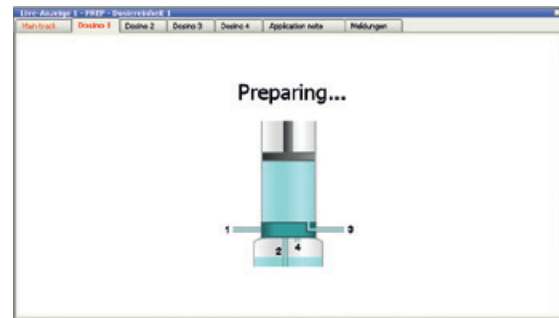 Live-Anzeige 1 - PREP - Dosiereinheit 1
Main track Dosino 1 Dosino 2 Dosino 3 Dosino 4 Application note Meldungen
Preparing...
1 3
2 4